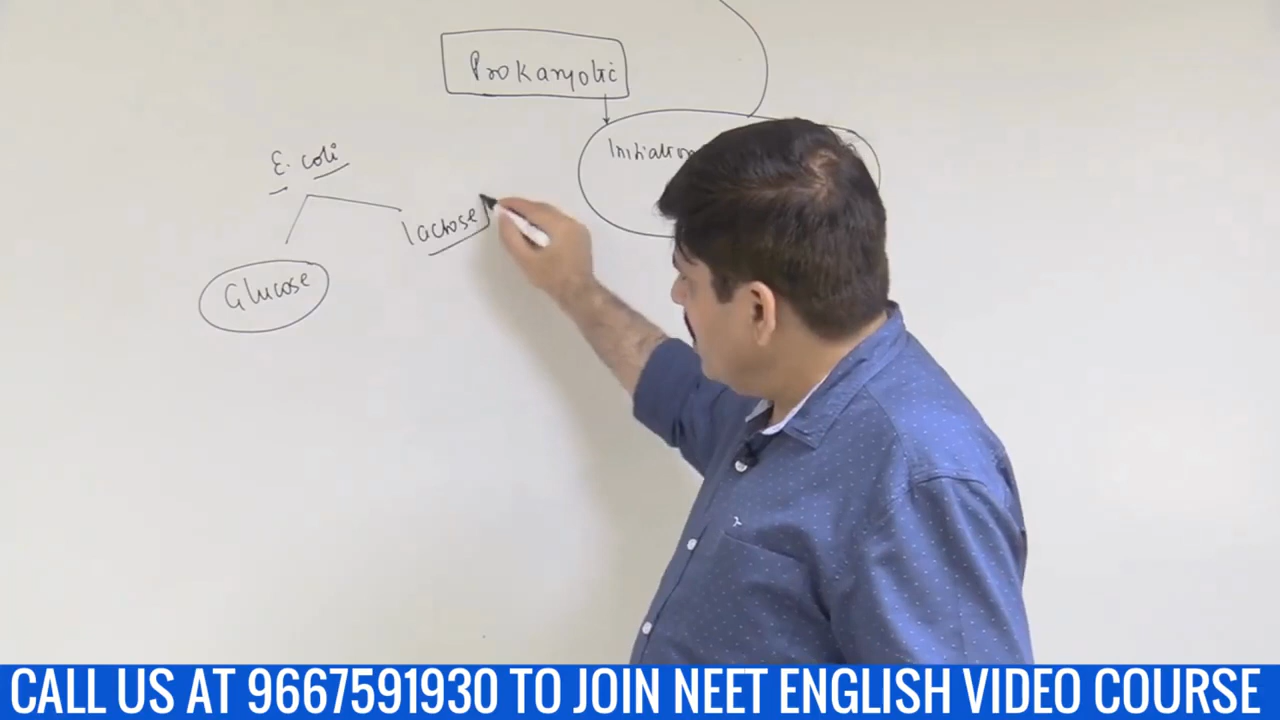 Prokaryotic
Initiation
E. coli
lactose
Glucose
CALL US AT 9667591930 TO JOIN NEET ENGLISH VIDEO COURSE